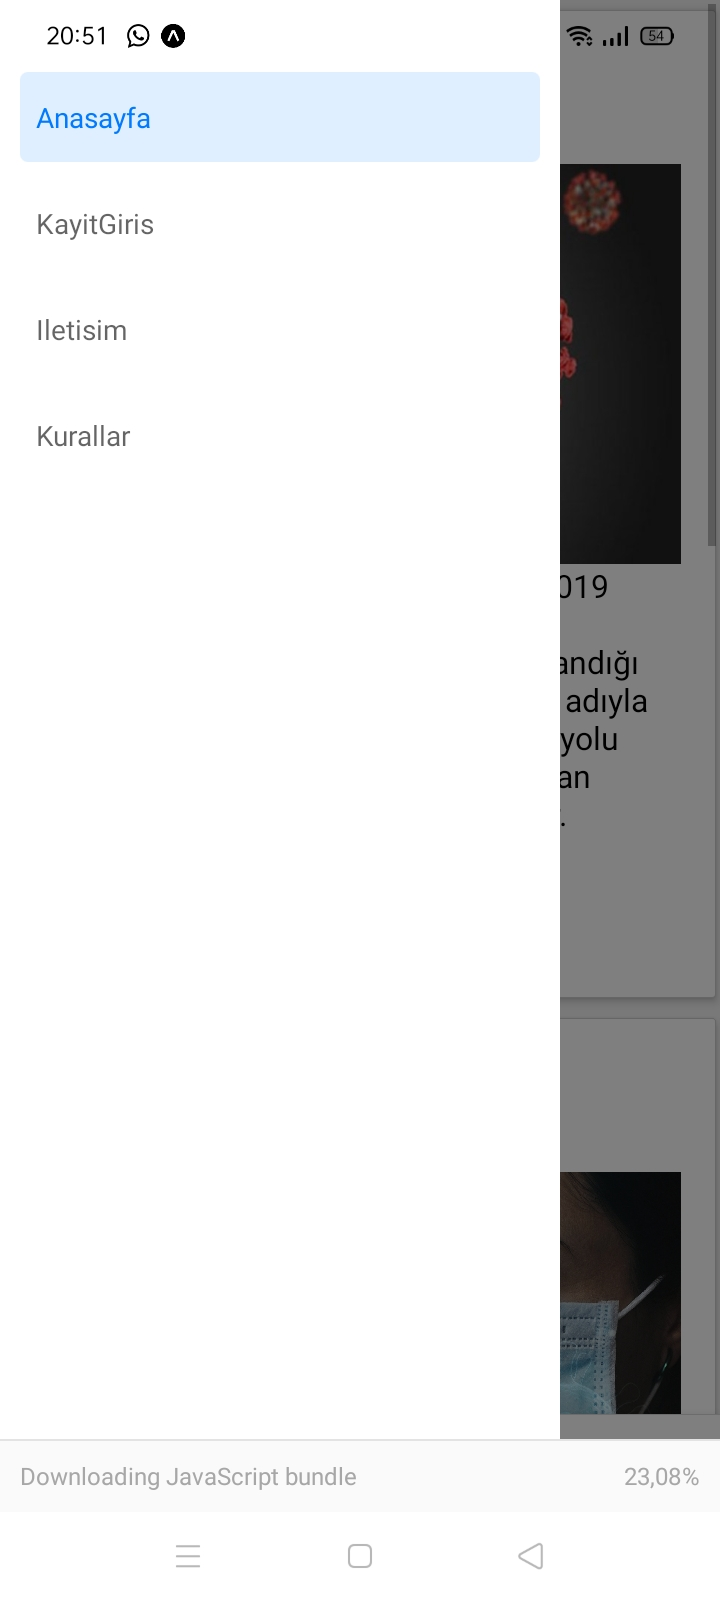 20:51
54
Anasayfa
KayitGiris
Iletisim
Kurallar
019
andığı
adıyla
yolu
an
.
Downloading JavaScript bundle 23,08%